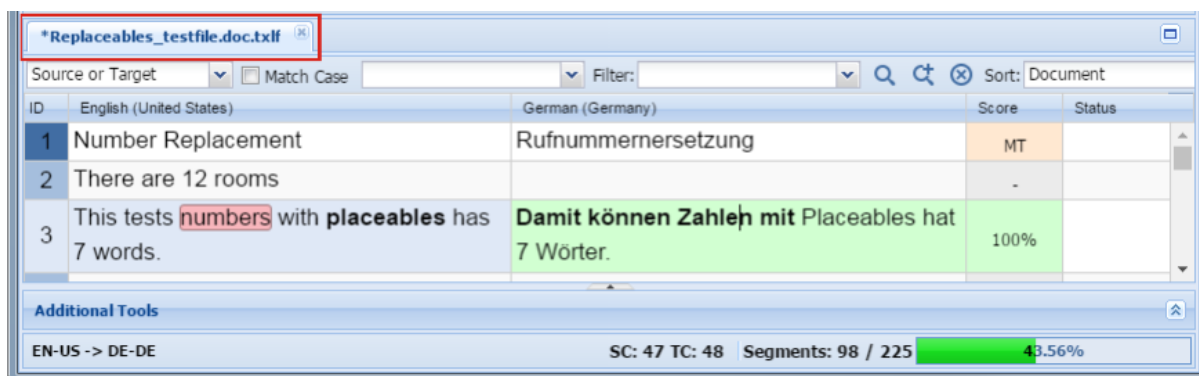 *Replaceables_testfile.doc.txlf
Source or Target Match Case Filter: Sort: Document
ID English (United States) German (Germany) Score Status
1 Number Replacement Rufnummernersetzung MT
2 There are 12 rooms -
3 This tests numbers with placeables has Damit können Zahlen mit Placeables hat 100%
7 words. 7 Wörter.
Additional Tools
EN-US -> DE-DE SC: 47 TC: 48 Segments: 98 / 225 43.56%